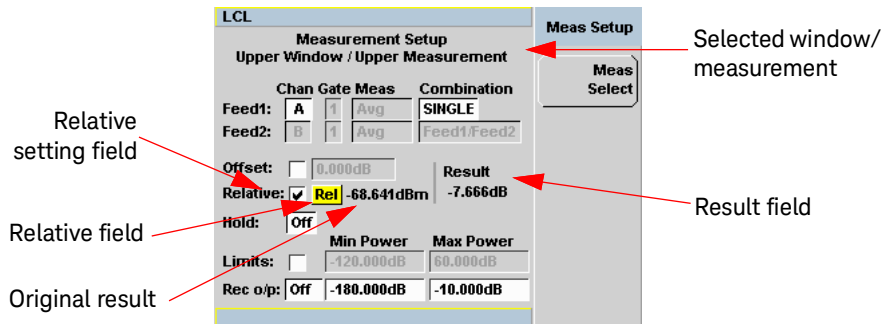 LCL
Meas Setup
Measurement Setup
Upper Window / Upper Measurement
Selected window/
measurement
Meas
Select
Chan Gate Meas Combination
Feed1: A 1 Avg SINGLE
Feed2: B 1 Avg Feed1/Feed2
Relative
setting field
Offset: 0.000dB
Result
Relative: Rel -68.641dBm -7.666dB
Result field
Relative field
Hold: Off
Min Power Max Power
Limits: -120.000dB 60.000dB
Original result
Rec o/p: Off -180.000dB -10.000dB